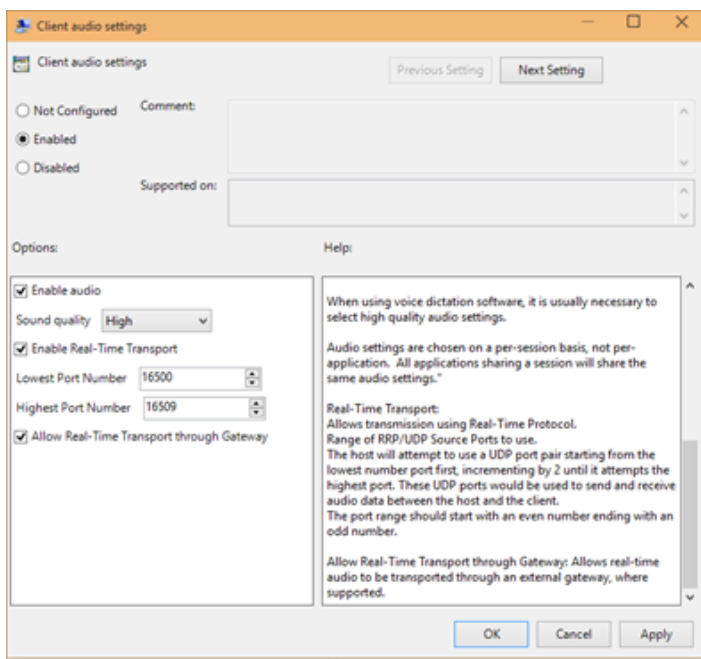 Client audio settings
Client audio settings
Previous Setting
Next Setting
Not Configured
Comment:
Enabled
Disabled
Supported on:
Options:
Help:
Enable audio
Sound quality High
Enable Real-Time Transport
Lowest Port Number 16500
Highest Port Number 16509
Allow Real-Time Transport through Gateway
When using voice dictation software, it is usually necessary to
select high quality audio settings.
Audio settings are chosen on a per-session basis, not per-
application. All applications sharing a session will share the
same audio settings."
Real-Time Transport:
Allows transmission using Real-Time Protocol.
Range of RRP/UDP Source Ports to use.
The host will attempt to use a UDP port pair starting from the
lowest number port first, incrementing by 2 until it attempts the
highest port. These UDP ports would be used to send and receive
audio data between the host and the client.
The port range should start with an even number ending with an
odd number.
Allow Real-Time Transport through Gateway: Allows real-time
audio to be transported through an external gateway, where
supported.
OK
Cancel
Apply